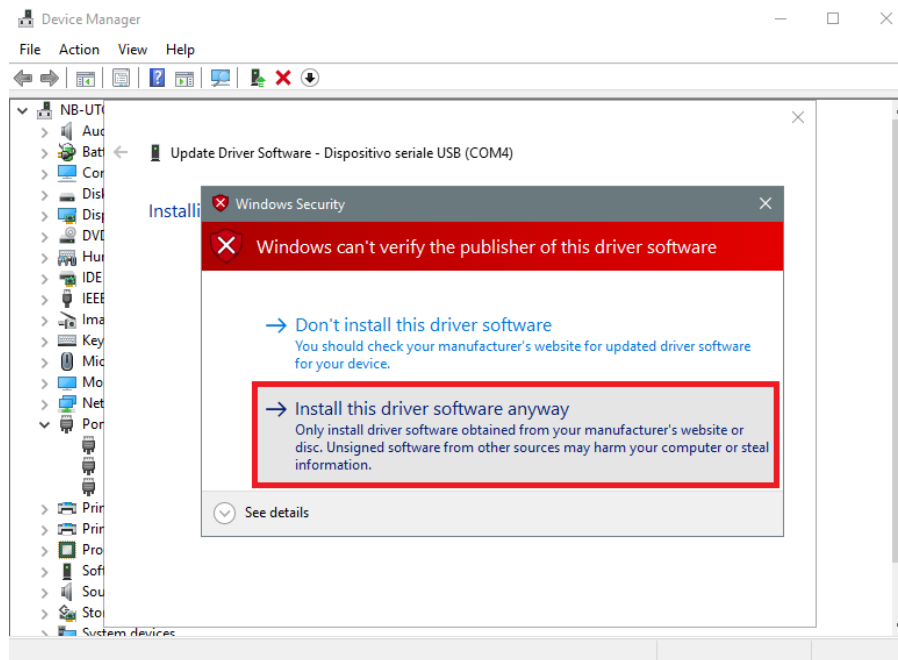 Device Manager
File Action View Help
NB-UT
Aud
Batt
Cor
Disk
Disp
DVD
Hur
IDE
IEEE
Ima
Key
Mic
Mo
Net
Por
Prin
Prin
Pro
Soft
Sou
Stor
System devices
Update Driver Software - Dispositivo seriale USB (COM4)
Installi
Windows Security
Windows can't verify the publisher of this driver software
Don't install this driver software
You should check your manufacturer's website for updated driver software
for your device.
Install this driver software anyway
Only install driver software obtained from your manufacturer's website or
disc. Unsigned software from other sources may harm your computer or steal
information.
See details